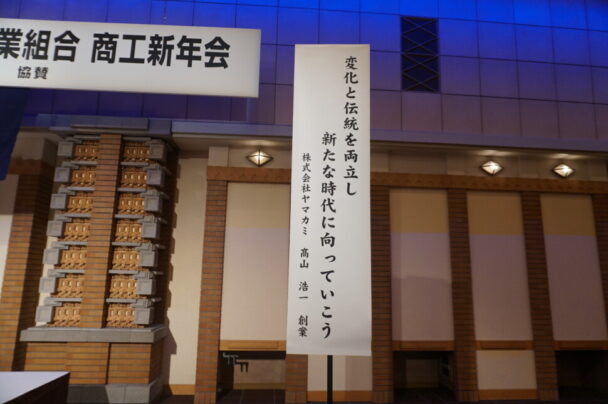 業組合 商工新年会
協賛
変化と伝統を両立し
新たな時代に向っていこう
株式会社ヤマカミ 高山 浩一 創業